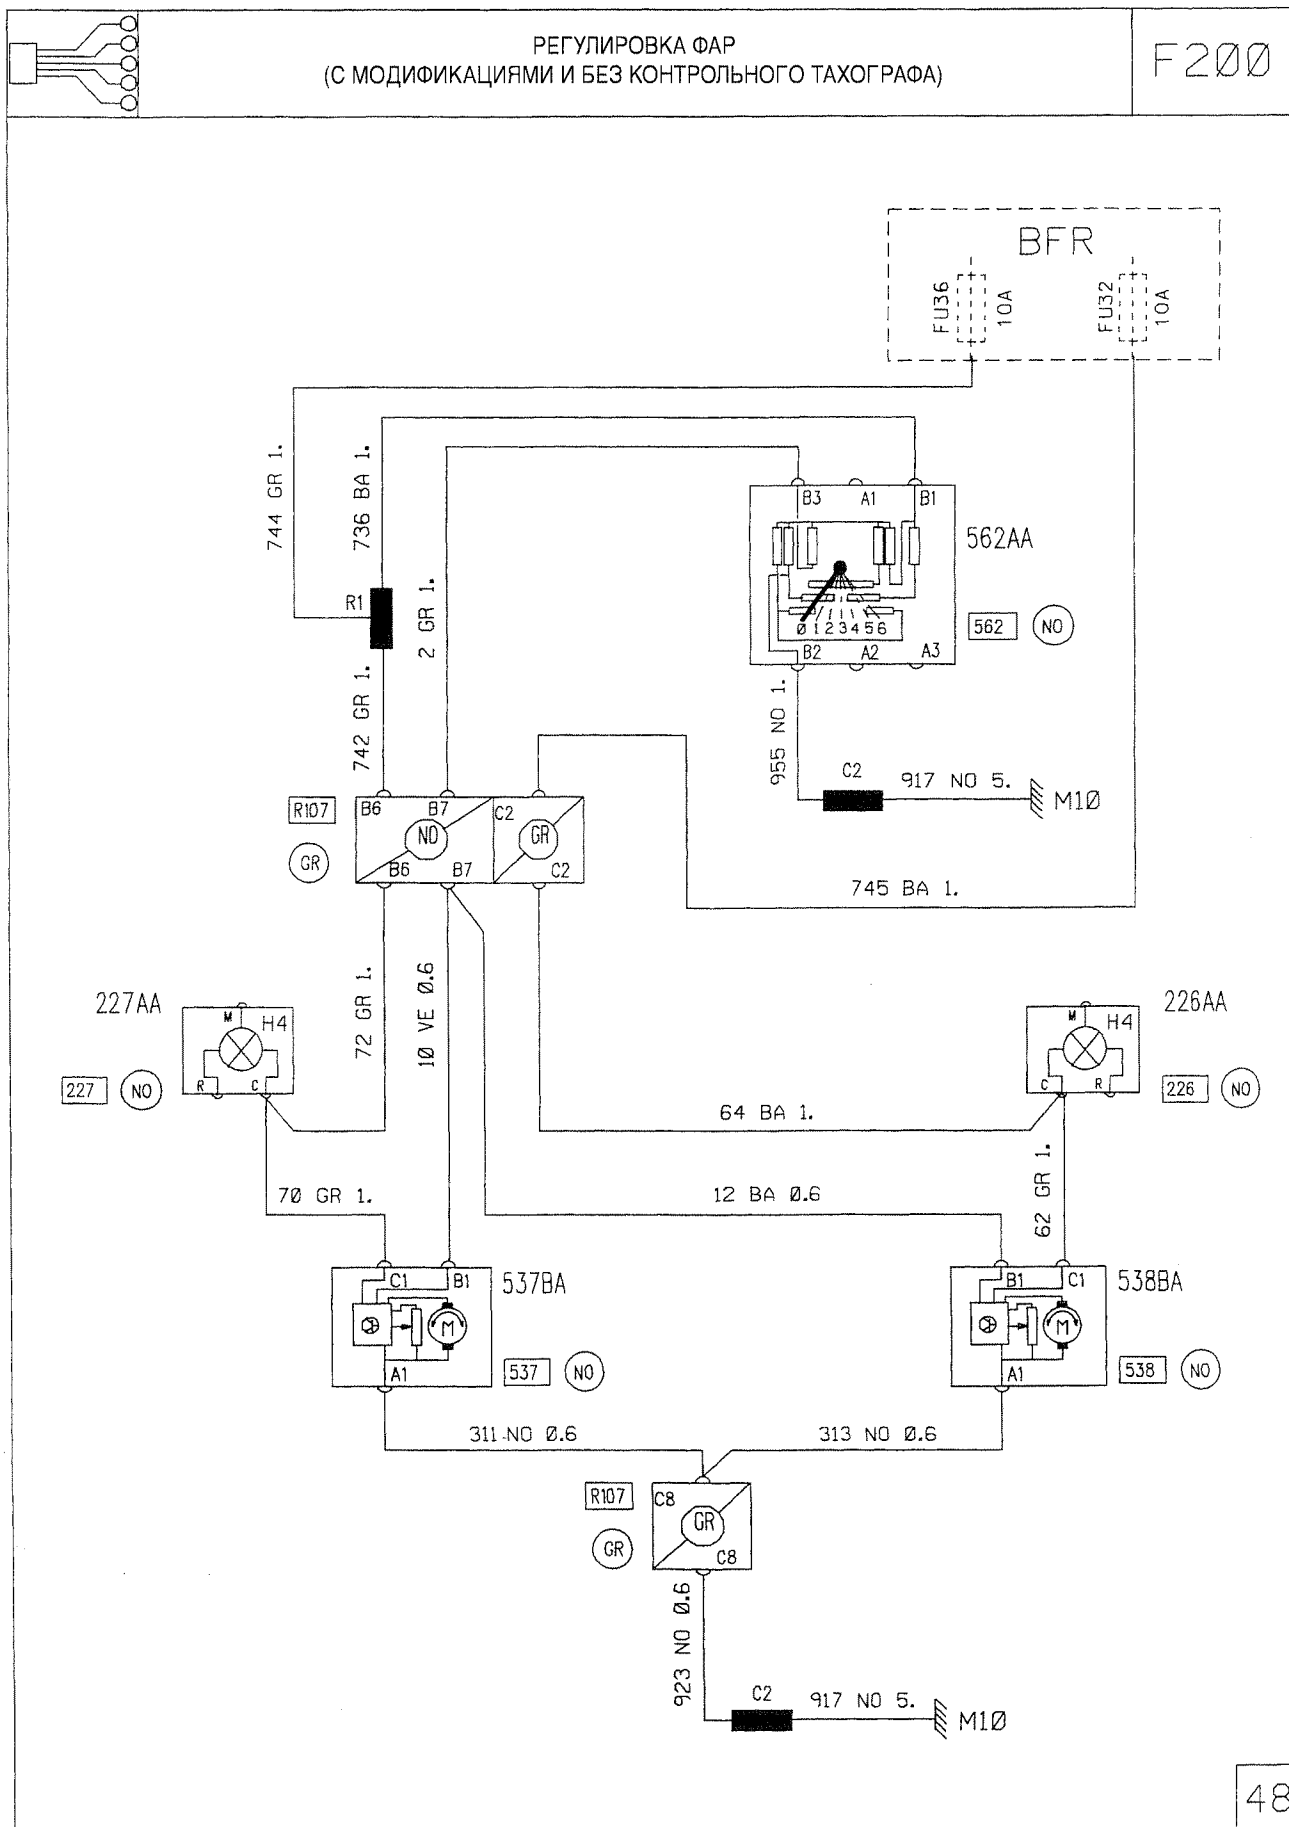 РЕГУЛИРОВКА ФАР
(С МОДИФИКАЦИЯМИ И БЕЗ КОНТРОЛЬНОГО ТАХОГРАФА)
F200
BFR
FU36
10A
FU32
10A
744 GR 1.
736 BA 1.
2 GR 1.
B3 A1 B1
562AA
R1
0 1 2 3 4 5 6
562 NO
B2 A2 A3
742 GR 1.
955 NO 1.
C2
917 NO 5.
M10
R107
B6 B7 C2
NO
GR
GR
B6 B7 C2
745 BA 1.
72 GR 1.
10 VE 0.6
227AA
M H4
R C
227 NO
226AA
M H4
C R
226 NO
64 BA 1.
70 GR 1.
12 BA 0.6
62 GR 1.
C1 B1
537BA
M
A1
537 NO
B1 C1
538BA
M
A1
538 NO
311-NO 0.6
313 NO 0.6
R107
C8
GR
GR
C8
923 NO 0.6
C2
917 NO 5.
M10
48